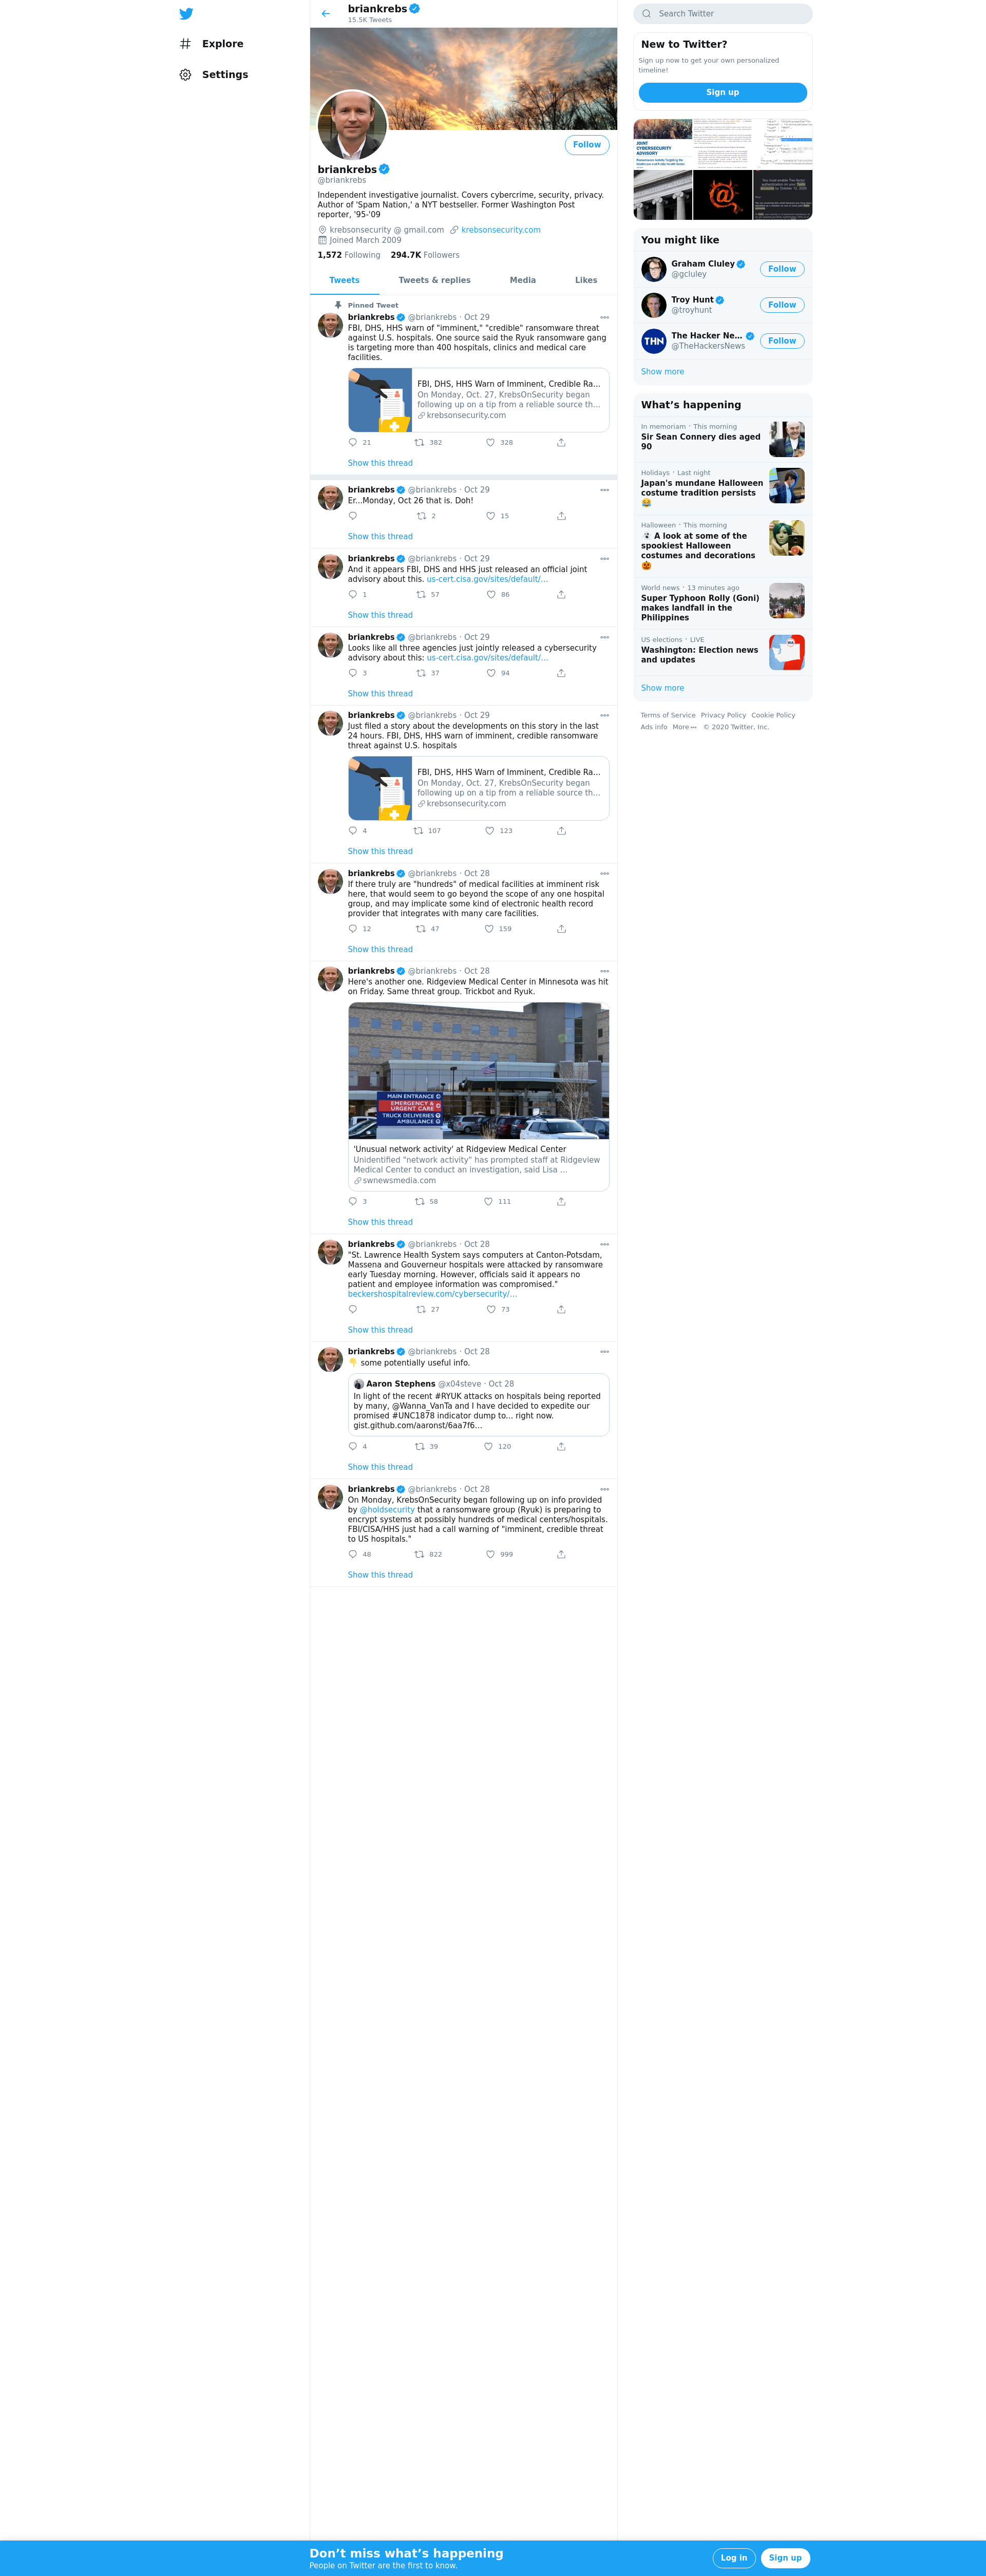 Explore
Settings
briankrebs
15.5K Tweets
Follow
briankrebs
@briankrebs
Independent investigative journalist. Covers cybercrime, security, privacy.
Author of 'Spam Nation,' a NYT bestseller. Former Washington Post
reporter, '95-'09
krebsonsecurity @ gmail.com krebsonsecurity.com
Joined March 2009
1,572 Following 294.7K Followers
Tweets Tweets & replies Media Likes
Pinned Tweet
briankrebs @briankrebs · Oct 29
FBI, DHS, HHS warn of "imminent," "credible" ransomware threat
against U.S. hospitals. One source said the Ryuk ransomware gang
is targeting more than 400 hospitals, clinics and medical care
facilities.
FBI, DHS, HHS Warn of Imminent, Credible Ra…
On Monday, Oct. 27, KrebsOnSecurity began
following up on a tip from a reliable source th…
krebsonsecurity.com
21 382 328
Show this thread
briankrebs @briankrebs · Oct 29
Er...Monday, Oct 26 that is. Doh!
2 15
Show this thread
briankrebs @briankrebs · Oct 29
And it appears FBI, DHS and HHS just released an official joint
advisory about this. us-cert.cisa.gov/sites/default/…
1 57 86
Show this thread
briankrebs @briankrebs · Oct 29
Looks like all three agencies just jointly released a cybersecurity
advisory about this: us-cert.cisa.gov/sites/default/…
3 37 94
Show this thread
briankrebs @briankrebs · Oct 29
Just filed a story about the developments on this story in the last
24 hours. FBI, DHS, HHS warn of imminent, credible ransomware
threat against U.S. hospitals
FBI, DHS, HHS Warn of Imminent, Credible Ra…
On Monday, Oct. 27, KrebsOnSecurity began
following up on a tip from a reliable source th…
krebsonsecurity.com
4 107 123
Show this thread
briankrebs @briankrebs · Oct 28
If there truly are "hundreds" of medical facilities at imminent risk
here, that would seem to go beyond the scope of any one hospital
group, and may implicate some kind of electronic health record
provider that integrates with many care facilities.
12 47 159
Show this thread
briankrebs @briankrebs · Oct 28
Here's another one. Ridgeview Medical Center in Minnesota was hit
on Friday. Same threat group. Trickbot and Ryuk.
MAIN ENTRANCE
EMERGENCY &
URGENT CARE
TRUCK DELIVERIES
AMBULANCE
'Unusual network activity' at Ridgeview Medical Center
Unidentified "network activity" has prompted staff at Ridgeview
Medical Center to conduct an investigation, said Lisa …
swnewsmedia.com
3 58 111
Show this thread
briankrebs @briankrebs · Oct 28
"St. Lawrence Health System says computers at Canton-Potsdam,
Massena and Gouverneur hospitals were attacked by ransomware
early Tuesday morning. However, officials said it appears no
patient and employee information was compromised."
beckershospitalreview.com/cybersecurity/…
27 73
Show this thread
briankrebs @briankrebs · Oct 28
👇 some potentially useful info.
Aaron Stephens @x04steve · Oct 28
In light of the recent #RYUK attacks on hospitals being reported
by many, @Wanna_VanTa and I have decided to expedite our
promised #UNC1878 indicator dump to... right now.
gist.github.com/aaronst/6aa7f6…
4 39 120
Show this thread
briankrebs @briankrebs · Oct 28
On Monday, KrebsOnSecurity began following up on info provided
by @holdsecurity that a ransomware group (Ryuk) is preparing to
encrypt systems at possibly hundreds of medical centers/hospitals.
FBI/CISA/HHS just had a call warning of "imminent, credible threat
to US hospitals."
48 822 999
Show this thread
Search Twitter
New to Twitter?
Sign up now to get your own personalized
timeline!
Sign up
JOINT
CYBERSECURITY
ADVISORY
You might like
Graham Cluley
@gcluley
Follow
Troy Hunt
@troyhunt
Follow
THN
The Hacker Ne…
@TheHackersNews
Follow
Show more
What's happening
In memoriam · This morning
Sir Sean Connery dies aged
90
Holidays · Last night
Japan's mundane Halloween
costume tradition persists
😂
Halloween · This morning
👻 A look at some of the
spookiest Halloween
costumes and decorations
🎃
World news · 13 minutes ago
Super Typhoon Rolly (Goni)
makes landfall in the
Philippines
US elections · LIVE
Washington: Election news
and updates
Show more
Terms of Service Privacy Policy Cookie Policy
Ads info More © 2020 Twitter, Inc.
Don't miss what's happening
People on Twitter are the first to know.
Log in Sign up